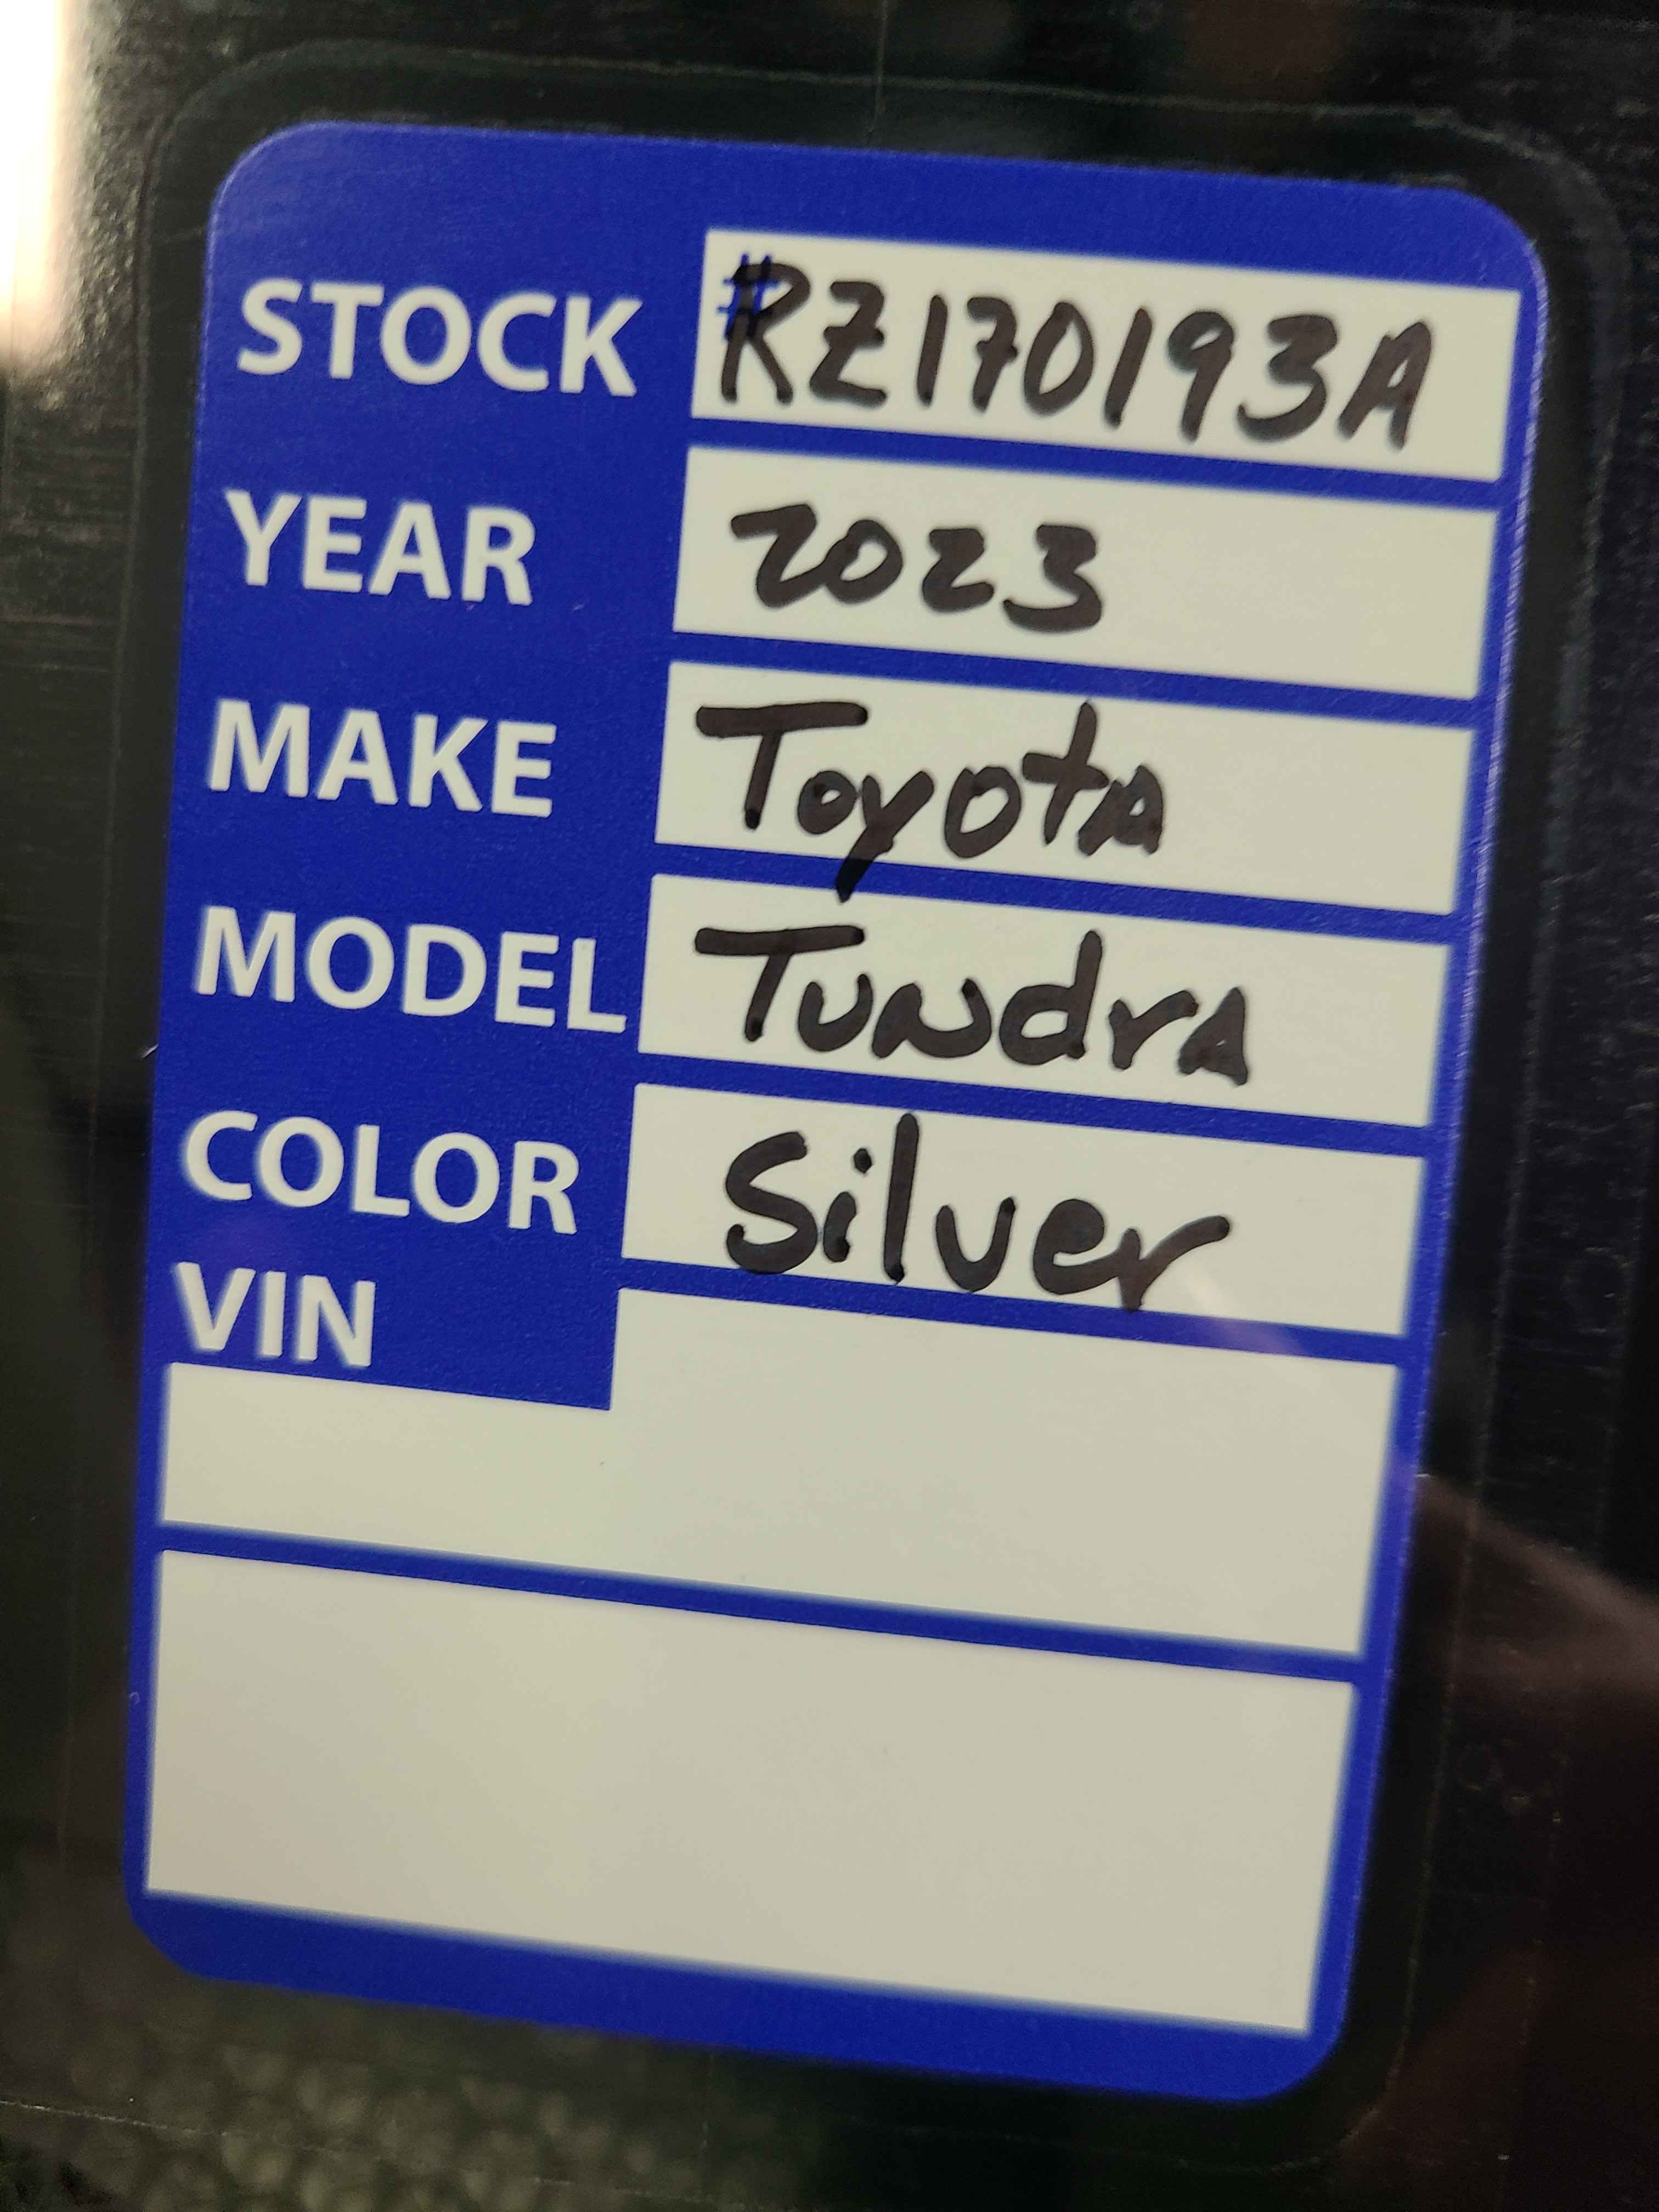 STOCK #RZ170193A
YEAR 2023
MAKE Toyota
MODEL Tundra
COLOR Silver
VIN